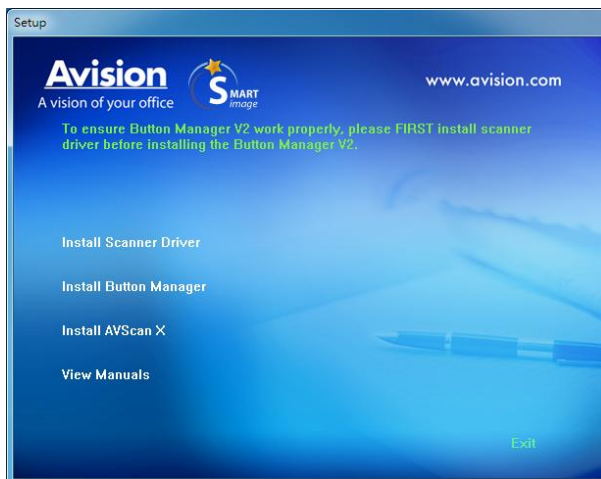 Setup
Avision
A vision of your office
SMART
image
www.avision.com
To ensure Button Manager V2 work properly, please FIRST install scanner
driver before installing the Button Manager V2.
Install Scanner Driver
Install Button Manager
Install AVScan X
View Manuals
Exit